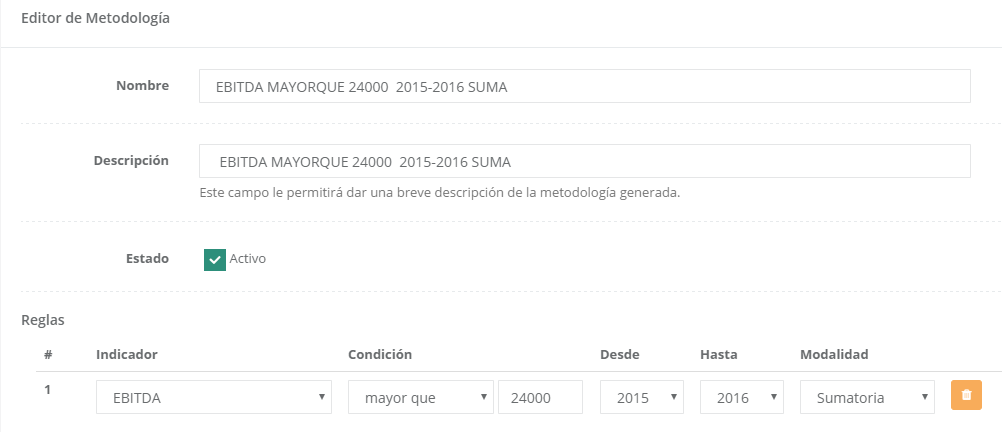 Editor de Metodología
Nombre
EBITDA MAYORQUE 24000  2015-2016 SUMA
Descripción
EBITDA MAYORQUE 24000  2015-2016 SUMA
Este campo le permitirá dar una breve descripción de la metodología generada.
Estado
Activo
Reglas
# Indicador Condición Desde Hasta Modalidad
1 EBITDA mayor que 24000 2015 2016 Sumatoria